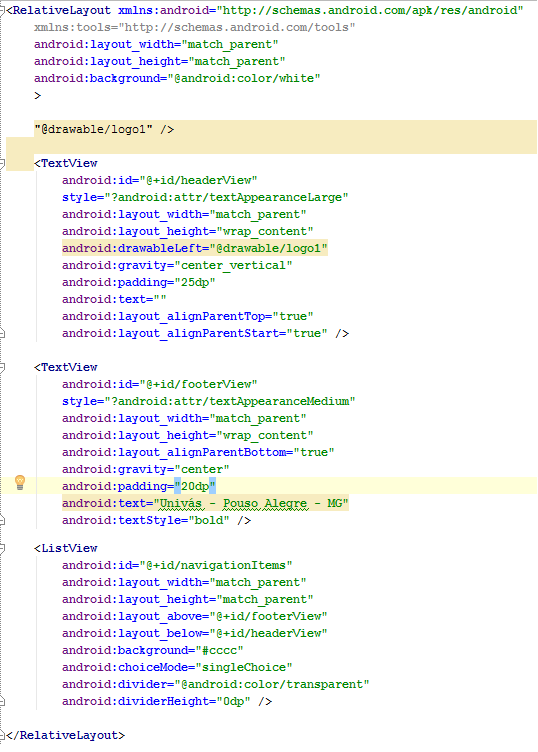 <RelativeLayout xmlns:android="http://schemas.android.com/apk/res/android"
    xmlns:tools="http://schemas.android.com/tools"
    android:layout_width="match_parent"
    android:layout_height="match_parent"
    android:background="@android:color/white"
    >

    "@drawable/logo1" />

    <TextView
        android:id="@+id/headerView"
        style="?android:attr/textAppearanceLarge"
        android:layout_width="match_parent"
        android:layout_height="wrap_content"
        android:drawableLeft="@drawable/logo1"
        android:gravity="center_vertical"
        android:padding="25dp"
        android:text=""
        android:layout_alignParentTop="true"
        android:layout_alignParentStart="true" />

    <TextView
        android:id="@+id/footerView"
        style="?android:attr/textAppearanceMedium"
        android:layout_width="match_parent"
        android:layout_height="wrap_content"
        android:layout_alignParentBottom="true"
        android:gravity="center"
        android:padding="20dp"
        android:text="Univás - Pouso Alegre - MG"
        android:textStyle="bold" />

    <ListView
        android:id="@+id/navigationItems"
        android:layout_width="match_parent"
        android:layout_height="match_parent"
        android:layout_above="@+id/footerView"
        android:layout_below="@+id/headerView"
        android:background="#cccc"
        android:choiceMode="singleChoice"
        android:divider="@android:color/transparent"
        android:dividerHeight="0dp" />

</RelativeLayout>